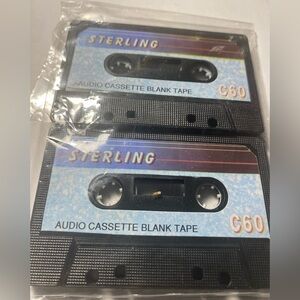 STERLING
AUDIO CASSETTE BLANK TAPE
C60
STERLING
AUDIO CASSETTE BLANK TAPE
C60